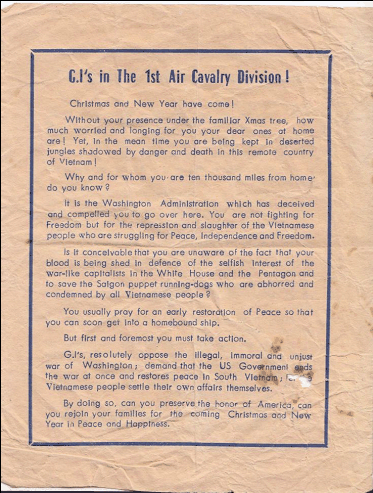 G.I's in The 1st Air Cavalry Division !
Christmas and New Year have come !
Without your presence under the familiar Xmas tree, how
much worried and longing for you your dear ones at home
are ! Yet, in the mean time you are being kept in deserted
jungles shadowed by danger and death in this remote country
of Vietnam !
Why and for whom you are ten thousand miles from home-
do you know ?
It is the Washington Administration which has deceived
and compelled you to go over here. You are not fighting for
Freedom but for the repression and slaughter of the Vietnamese
people who are struggling for Peace, Independence and Freedom.
Is it conceivable that you are unaware of the fact that your
blood is being shed in defence of the selfish interest of the
war-like capitalists in the White House and the Pentagon and
to save the Saigon puppet running-dogs who are abhorred and
condemned by all Vietnamese people ?
You usually pray for an early restoration of Peace so that
you can soon get into a homebound ship.
But first and foremost you must take action.
G.I's, resolutely oppose the illegal, immoral and unjust
war of Washington ; demand that the US Government ends
the war at once and restores peace in South Vietnam ;
Vietnamese people settle their own affairs themselves.
By doing so, can you preserve the honor of America, can
you rejoin your families for the coming Christmas and New
Year in Peace and Happiness.